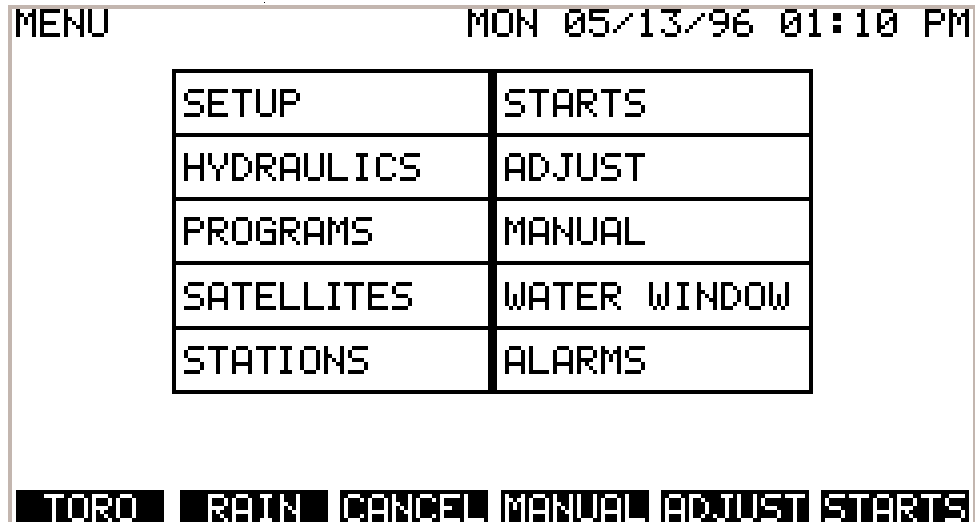 MENU MON 05/13/96 01:10 PM
SETUP STARTS
HYDRAULICS ADJUST
PROGRAMS MANUAL
SATELLITES WATER WINDOW
STATIONS ALARMS
TORO RAIN CANCEL MANUAL ADJUST STARTS